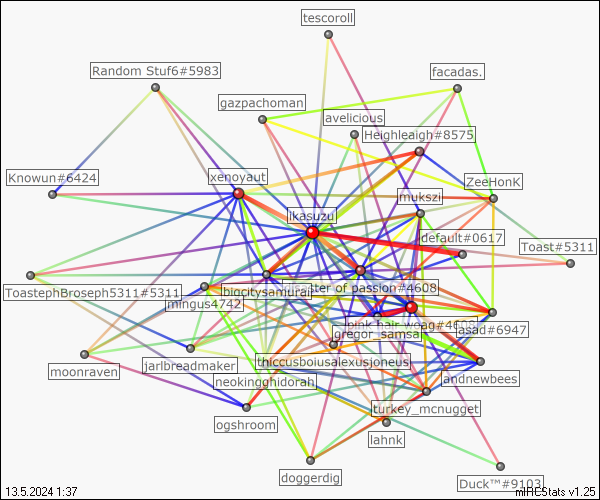 tescoroll
Random Stuf6#5983
facadas.
gazpachoman
avelicious
Heighleaigh#8575
Knowun#6424
xenoyaut
ZeeHonK
mukszi
ikasuzu
default#0617
Toast#5311
ToastephBroseph5311#5311
bigcitysamurai
master of passion#4608
mingus4742
pink hair woag#4608
gregor_samsa
asad#6947
moonraven
jarlbreadmaker
thiccusboiusalexusjoneus
neokingghidorah
andnewbees
turkey_mcnugget
ogshroom
lahnk
doggerdig
Duck™#9103
13.5.2024 1:37
mIRCStats v1.25